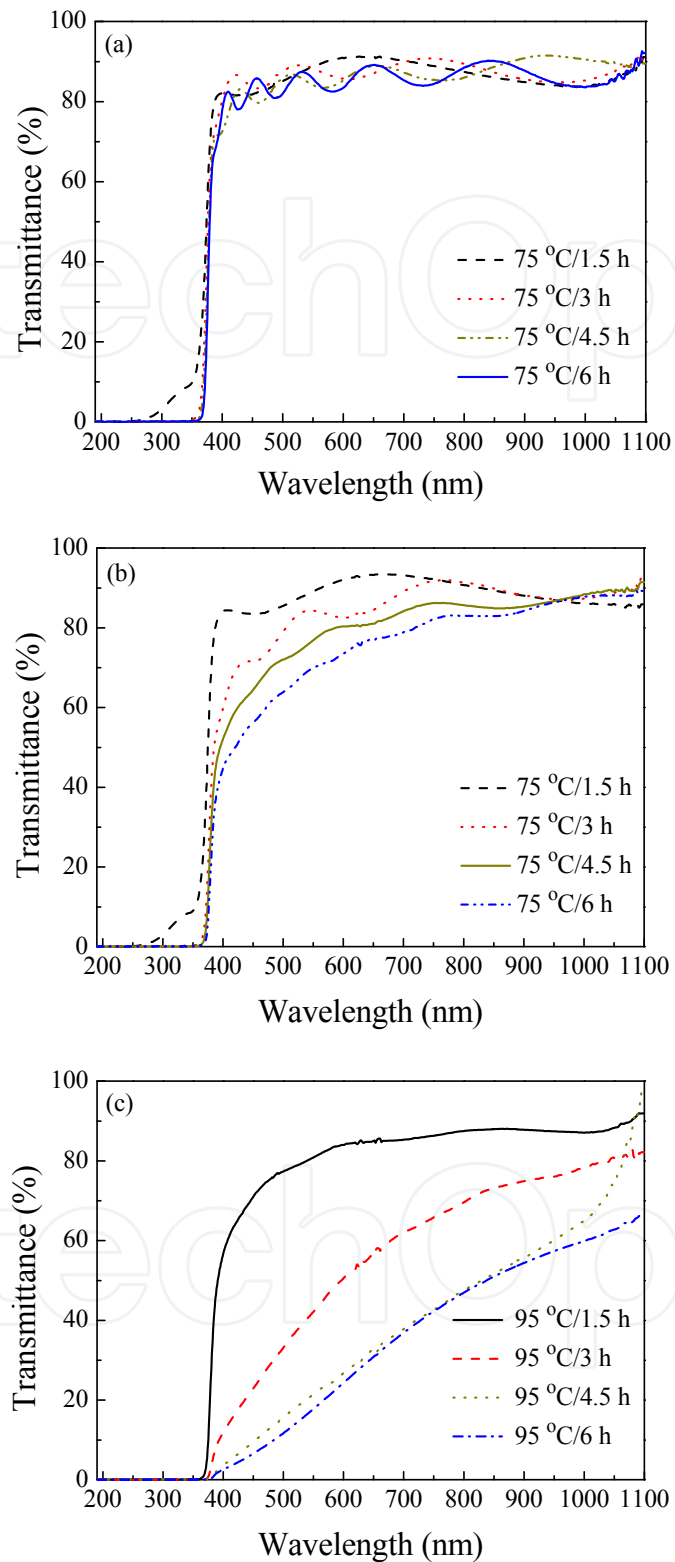 (a)
Transmittance (%)
100
80
60
40
20
0
75 °C/1.5 h
75 °C/3 h
75 °C/4.5 h
75 °C/6 h
200 300 400 500 600 700 800 900 1000 1100
Wavelength (nm)
(b)
Transmittance (%)
100
80
60
40
20
0
75 °C/1.5 h
75 °C/3 h
75 °C/4.5 h
75 °C/6 h
200 300 400 500 600 700 800 900 1000 1100
Wavelength (nm)
(c)
Transmittance (%)
100
80
60
40
20
0
95 °C/1.5 h
95 °C/3 h
95 °C/4.5 h
95 °C/6 h
200 300 400 500 600 700 800 900 1000 1100
Wavelength (nm)
techOp
techOp